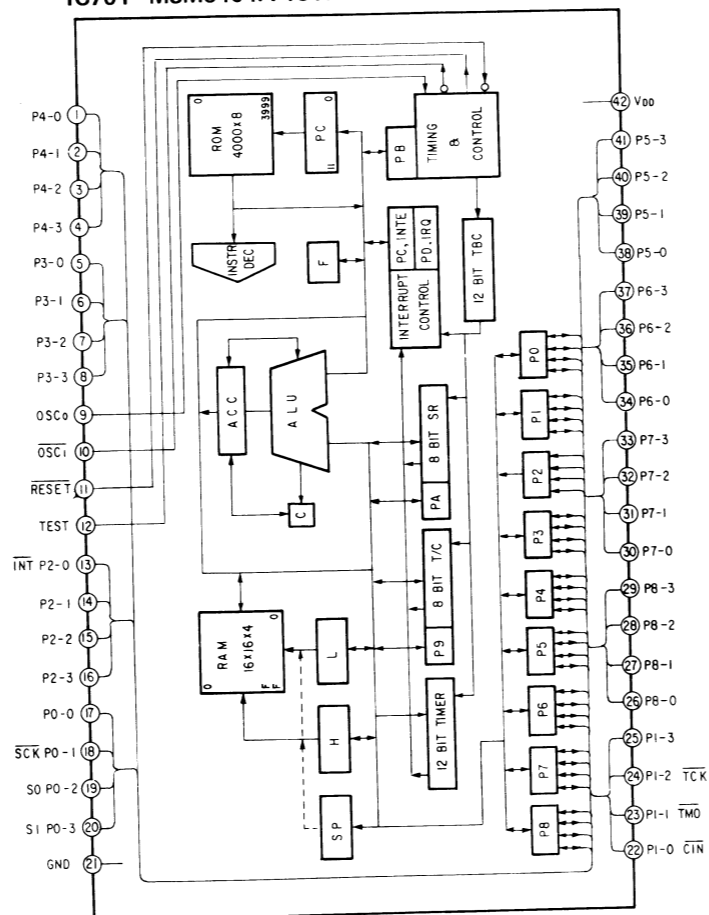 P4-0 1
P4-1 2
P4-2 3
P4-3 4
P3-0 5
P3-1 6
P3-2 7
P3-3 8
OSCo 9
OSCi 10
RESET 11
TEST 12
INT P2-0 13
P2-1 14
P2-2 15
P2-3 16
P0-0 17
SCK P0-1 18
SO P0-2 19
SI P0-3 20
GND 21
0
ROM
4000X8
3999
0
PC
11
PB
TIMING
&
CONTROL
INSTR
DEC
F
INTERRUPT
CONTROL
PC, INTE
PD, IRQ
12 BIT TBC
ACC
ALU
C
8 BIT SR
PA
8 BIT T/C
P9
12 BIT TIMER
RAM
16X16X4
0
0
F
F
L
H
SP
P0
P1
P2
P3
P4
P5
P6
P7
P8
42 VDD
41 P5-3
40 P5-2
39 P5-1
38 P5-0
37 P6-3
36 P6-2
35 P6-1
34 P6-0
33 P7-3
32 P7-2
31 P7-1
30 P7-0
29 P8-3
28 P8-2
27 P8-1
26 P8-0
25 P1-3
24 P1-2 TCK
23 P1-1 TMO
22 P1-0 CIN